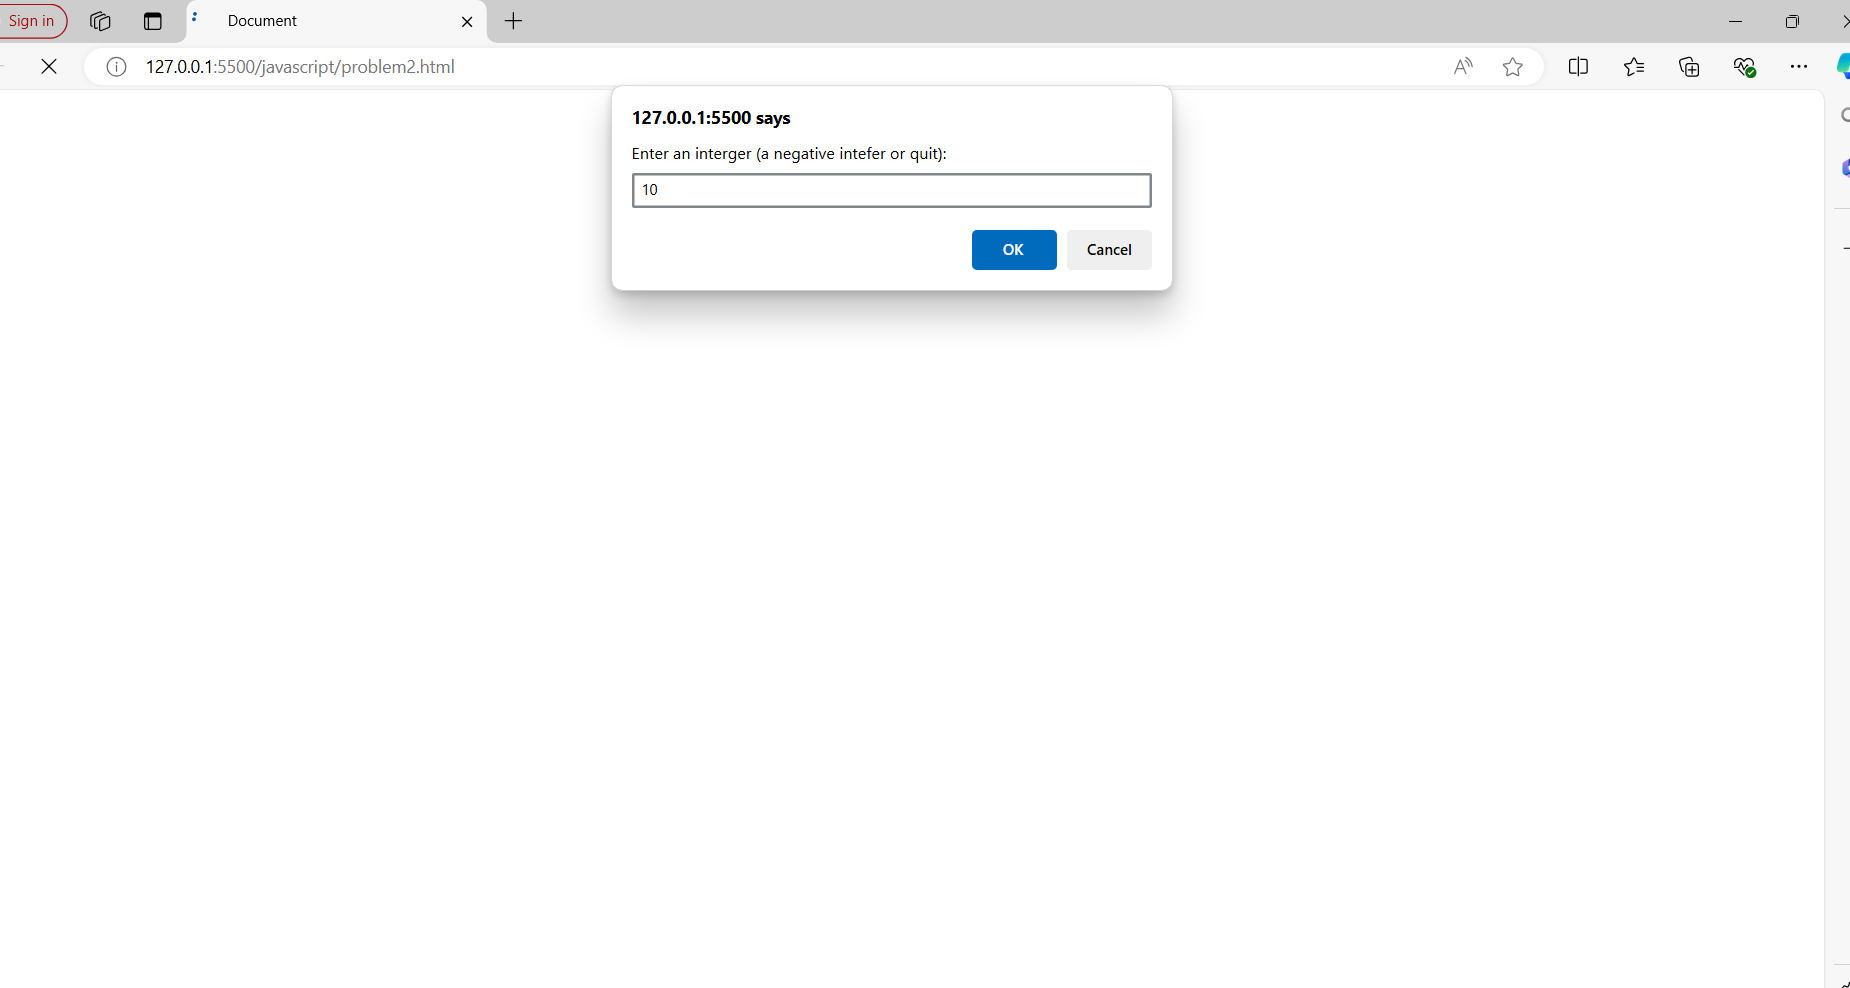 Sign in
Document
127.0.0.1:5500/javascript/problem2.html
127.0.0.1:5500 says
Enter an interger (a negative intefer or quit):
10
OK
Cancel